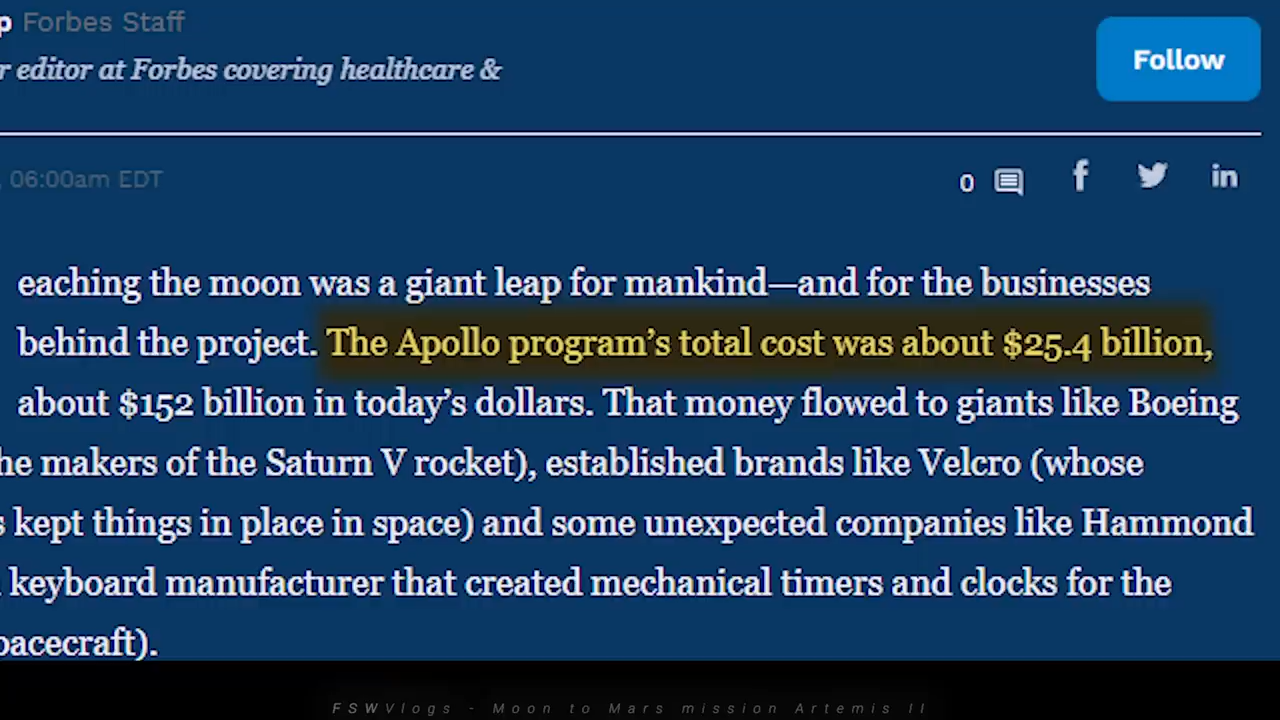 p Forbes Staff
r editor at Forbes covering healthcare &
Follow
, 06:00am EDT
0
f
in
eaching the moon was a giant leap for mankind—and for the businesses
behind the project. The Apollo program’s total cost was about $25.4 billion,
about $152 billion in today’s dollars. That money flowed to giants like Boeing
he makers of the Saturn V rocket), established brands like Velcro (whose
s kept things in place in space) and some unexpected companies like Hammond
keyboard manufacturer that created mechanical timers and clocks for the
pacecraft).
FSWVlogs - Moon to Mars mission Artemis II